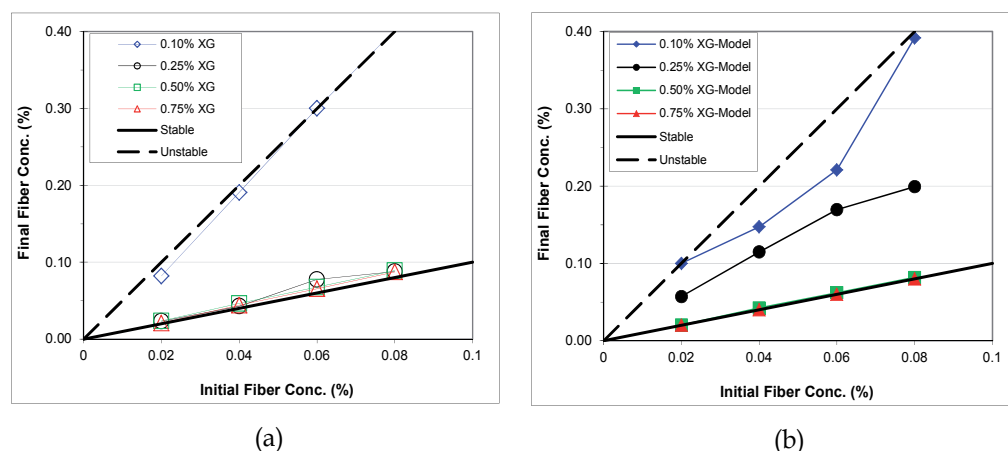 0.40
0.30
0.20
0.10
0.00
Final Fiber Conc. (%)
0.10% XG
0.25% XG
0.50% XG
0.75% XG
Stable
Unstable
0 0.02 0.04 0.06 0.08 0.1
Initial Fiber Conc. (%)
(a)
0.40
0.30
0.20
0.10
0.00
Final Fiber Conc. (%)
0.10% XG-Model
0.25% XG-Model
0.50% XG-Model
0.75% XG-Model
Stable
Unstable
0 0.02 0.04 0.06 0.08 0.1
Initial Fiber Conc. (%)
(b)